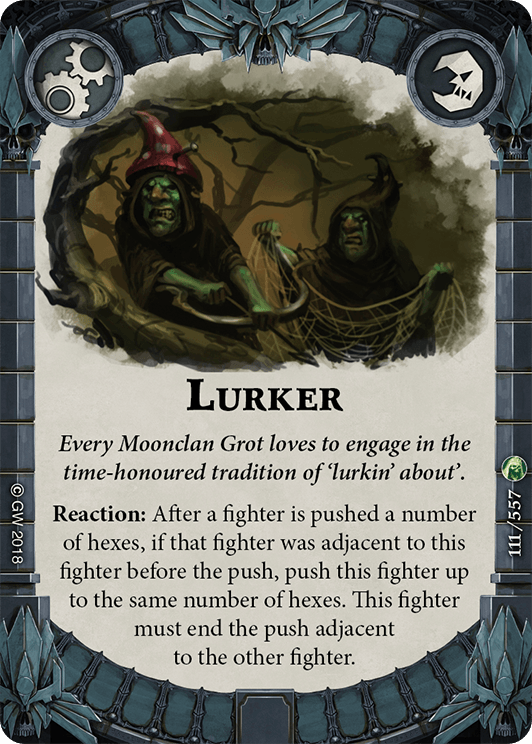 LURKER
Every Moonclan Grot loves to engage in the
time-honoured tradition of ‘lurkin’ about’.
Reaction: After a fighter is pushed a number
of hexes, if that fighter was adjacent to this
fighter before the push, push this fighter up
to the same number of hexes. This fighter
must end the push adjacent
to the other fighter.
© GW 2018
111/557